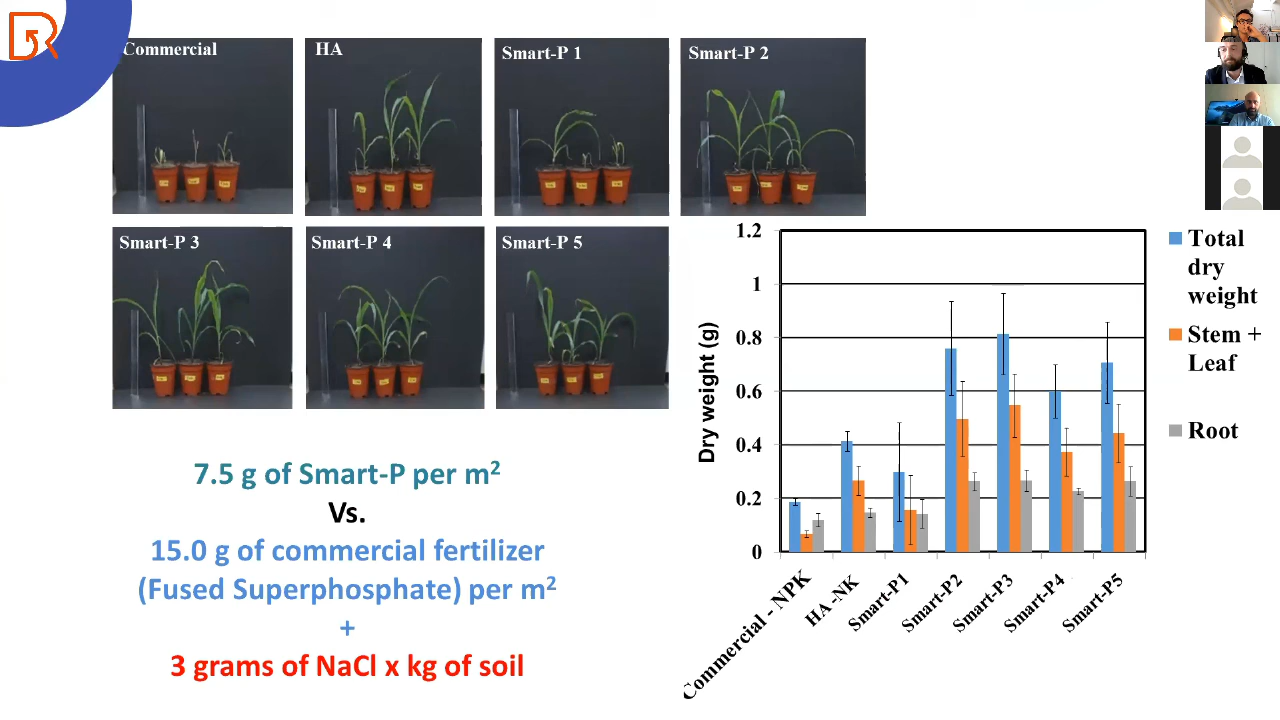 Commercial
HA
Smart-P 1
Smart-P 2
Smart-P 3
Smart-P 4
Smart-P 5
7.5 g of Smart-P per m²
Vs.
15.0 g of commercial fertilizer
(Fused Superphosphate) per m²
+
3 grams of NaCl x kg of soil
Dry weight (g)
1.2
1
0.8
0.6
0.4
0.2
0
Commercial - NPK
HA -NK
Smart-P1
Smart-P2
Smart-P3
Smart-P4
Smart-P5
Total
dry
weight
Stem +
Leaf
Root